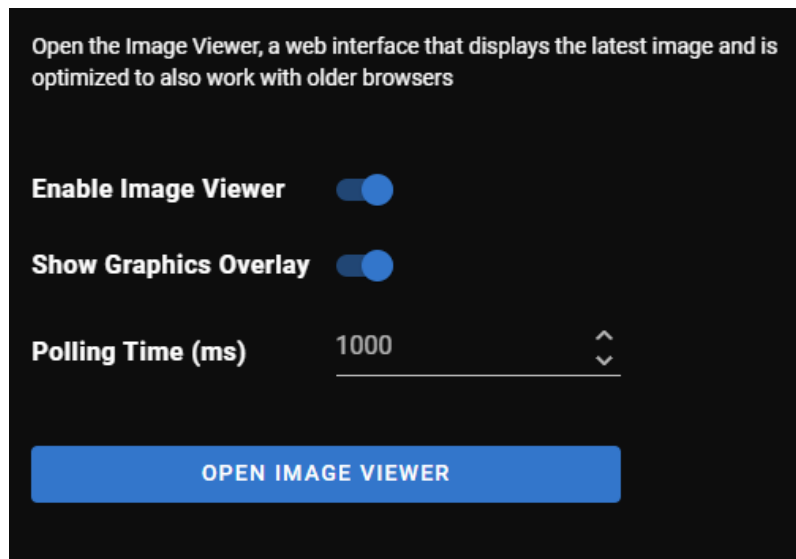 Open the Image Viewer, a web interface that displays the latest image and is
optimized to also work with older browsers
Enable Image Viewer
Show Graphics Overlay
Polling Time (ms) 1000
OPEN IMAGE VIEWER